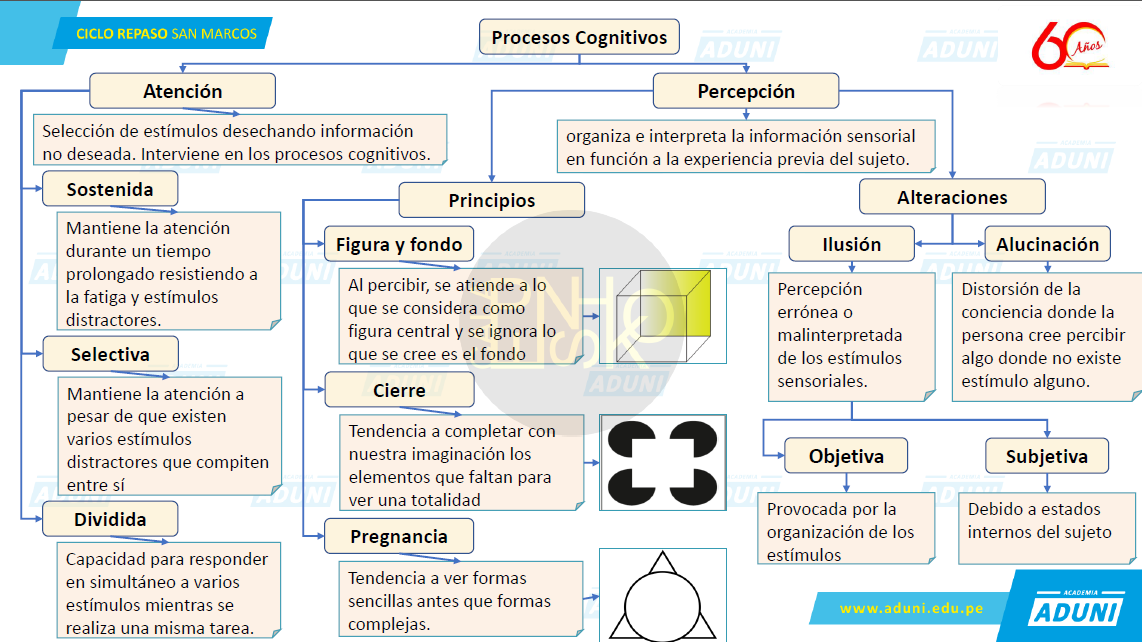 CICLO REPASO SAN MARCOS
Procesos Cognitivos
60
Años
Atención
Selección de estímulos desechando información
no deseada. Interviene en los procesos cognitivos.
Sostenida
Mantiene la atención
durante un tiempo
prolongado resistiendo a
la fatiga y estímulos
distractores.
Selectiva
Mantiene la atención a
pesar de que existen
varios estímulos
distractores que compiten
entre sí
Dividida
Capacidad para responder
en simultáneo a varios
estímulos mientras se
realiza una misma tarea.
Percepción
organiza e interpreta la información sensorial
en función a la experiencia previa del sujeto.
Principios
Figura y fondo
Al percibir, se atiende a lo
que se considera como
figura central y se ignora lo
que se cree es el fondo
Cierre
Tendencia a completar con
nuestra imaginación los
elementos que faltan para
ver una totalidad
Pregnancia
Tendencia a ver formas
sencillas antes que formas
complejas.
Alteraciones
Ilusión
Percepción
errónea o
malinterpretada
de los estímulos
sensoriales.
Alucinación
Distorsión de la
conciencia donde la
persona cree percibir
algo donde no existe
estímulo alguno.
Objetiva
Provocada por la
organización de los
estímulos
Subjetiva
Debido a estados
internos del sujeto
www.aduni.edu.pe
ACADEMIA
ADUNI